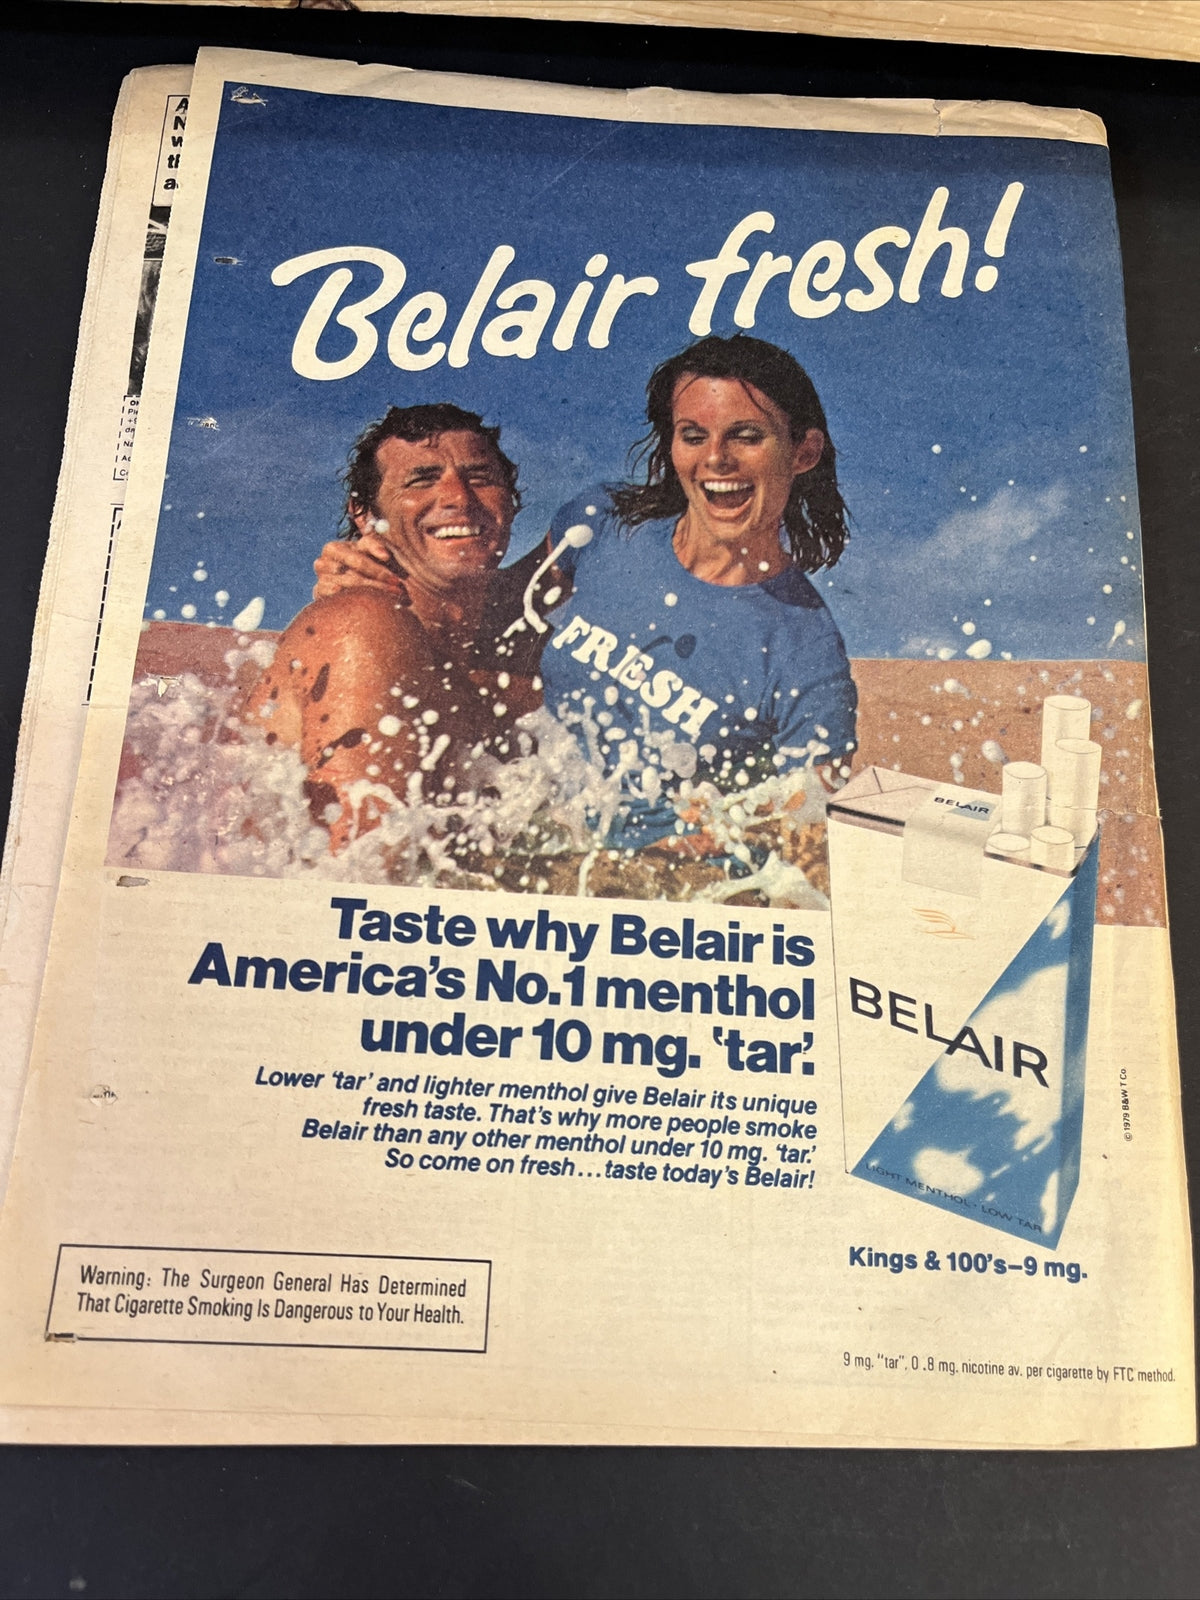 Belair fresh!
FRESH
BELAIR
BELAIR
LIGHT MENTHOL - LOW TAR
Taste why Belair is
America's No.1 menthol
under 10 mg. 'tar'.
Lower 'tar' and lighter menthol give Belair its unique
fresh taste. That's why more people smoke
Belair than any other menthol under 10 mg. 'tar.'
So come on fresh...taste today's Belair!
© 1979 B&W T Co.
Kings & 100's–9 mg.
Warning: The Surgeon General Has Determined
That Cigarette Smoking Is Dangerous to Your Health.
9 mg. "tar", 0.8 mg. nicotine av. per cigarette by FTC method.